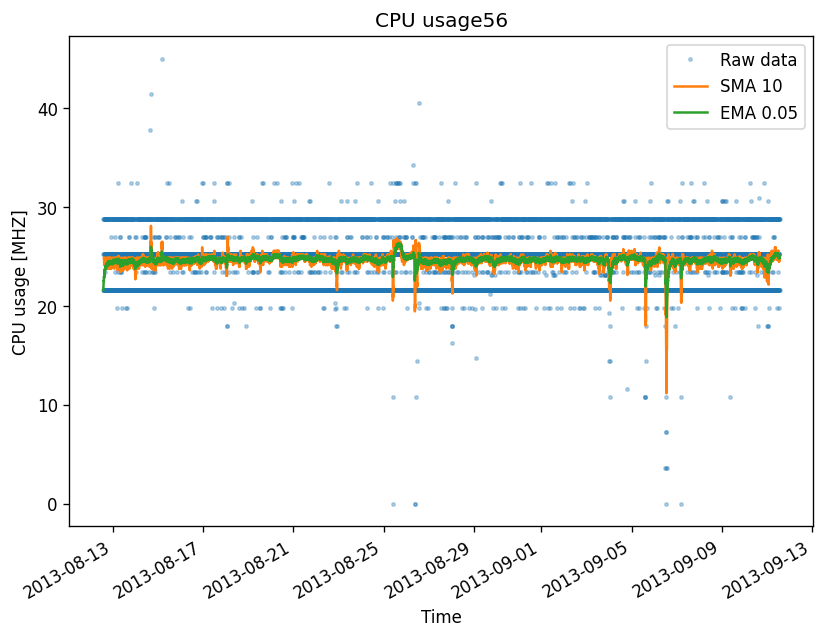 CPU usage56
Raw data
SMA 10
EMA 0.05
CPU usage [MHZ]
40
30
20
10
0
2013-08-13
2013-08-17
2013-08-21
2013-08-25
2013-08-29
2013-09-01
2013-09-05
2013-09-09
2013-09-13
Time